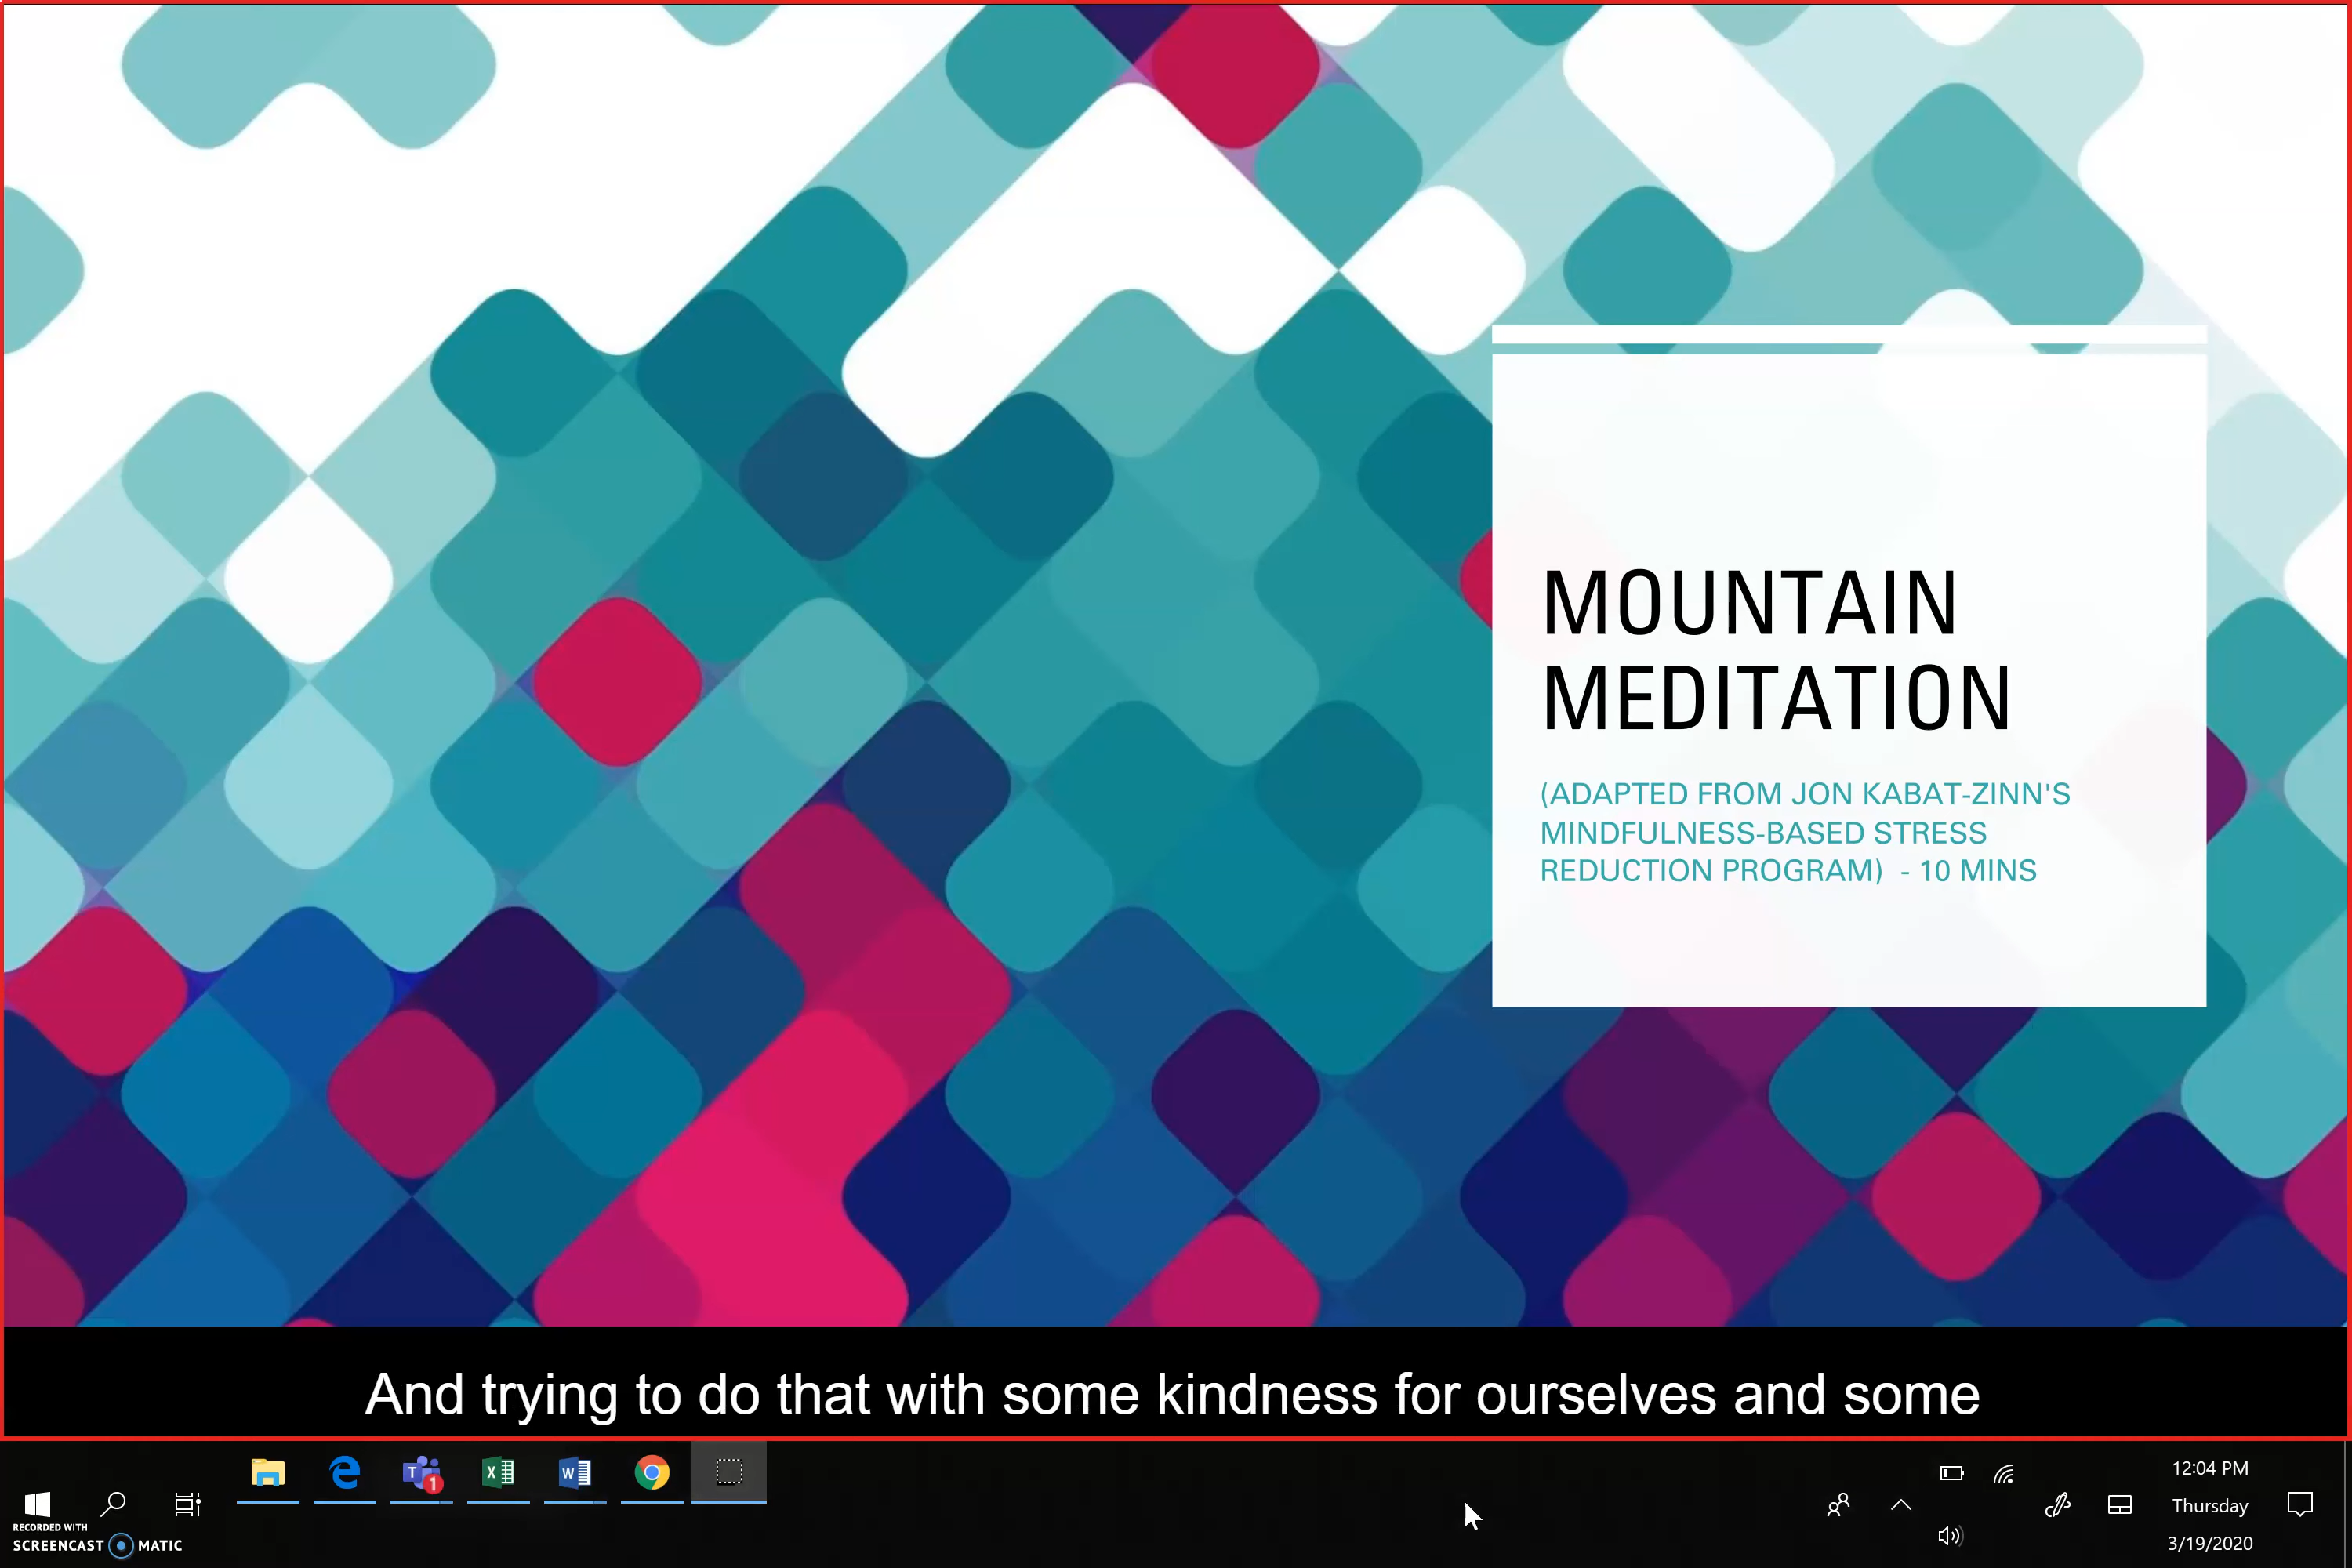 MOUNTAIN
MEDITATION
(ADAPTED FROM JON KABAT-ZINN'S
MINDFULNESS-BASED STRESS
REDUCTION PROGRAM)  - 10 MINS
And trying to do that with some kindness for ourselves and some
T 1
X
W
12:04 PM
Thursday
3/19/2020
RECORDED WITH
SCREENCAST MATIC